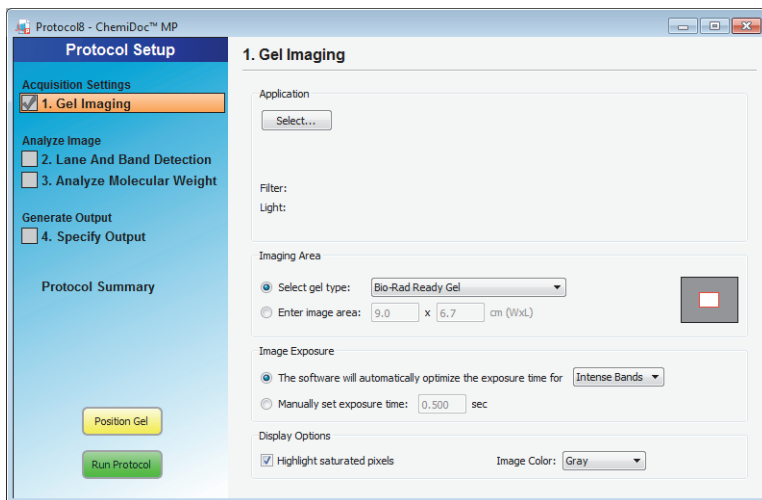 Protocol8 - ChemiDoc™ MP
Protocol Setup
Acquisition Settings
1. Gel Imaging
Analyze Image
2. Lane And Band Detection
3. Analyze Molecular Weight
Generate Output
4. Specify Output
Protocol Summary
Position Gel
Run Protocol
1. Gel Imaging
Application
Select...
Filter:
Light:
Imaging Area
Select gel type: Bio-Rad Ready Gel
Enter image area: 9.0 x 6.7 cm (WxL)
Image Exposure
The software will automatically optimize the exposure time for Intense Bands
Manually set exposure time: 0.500 sec
Display Options
Highlight saturated pixels Image Color: Gray